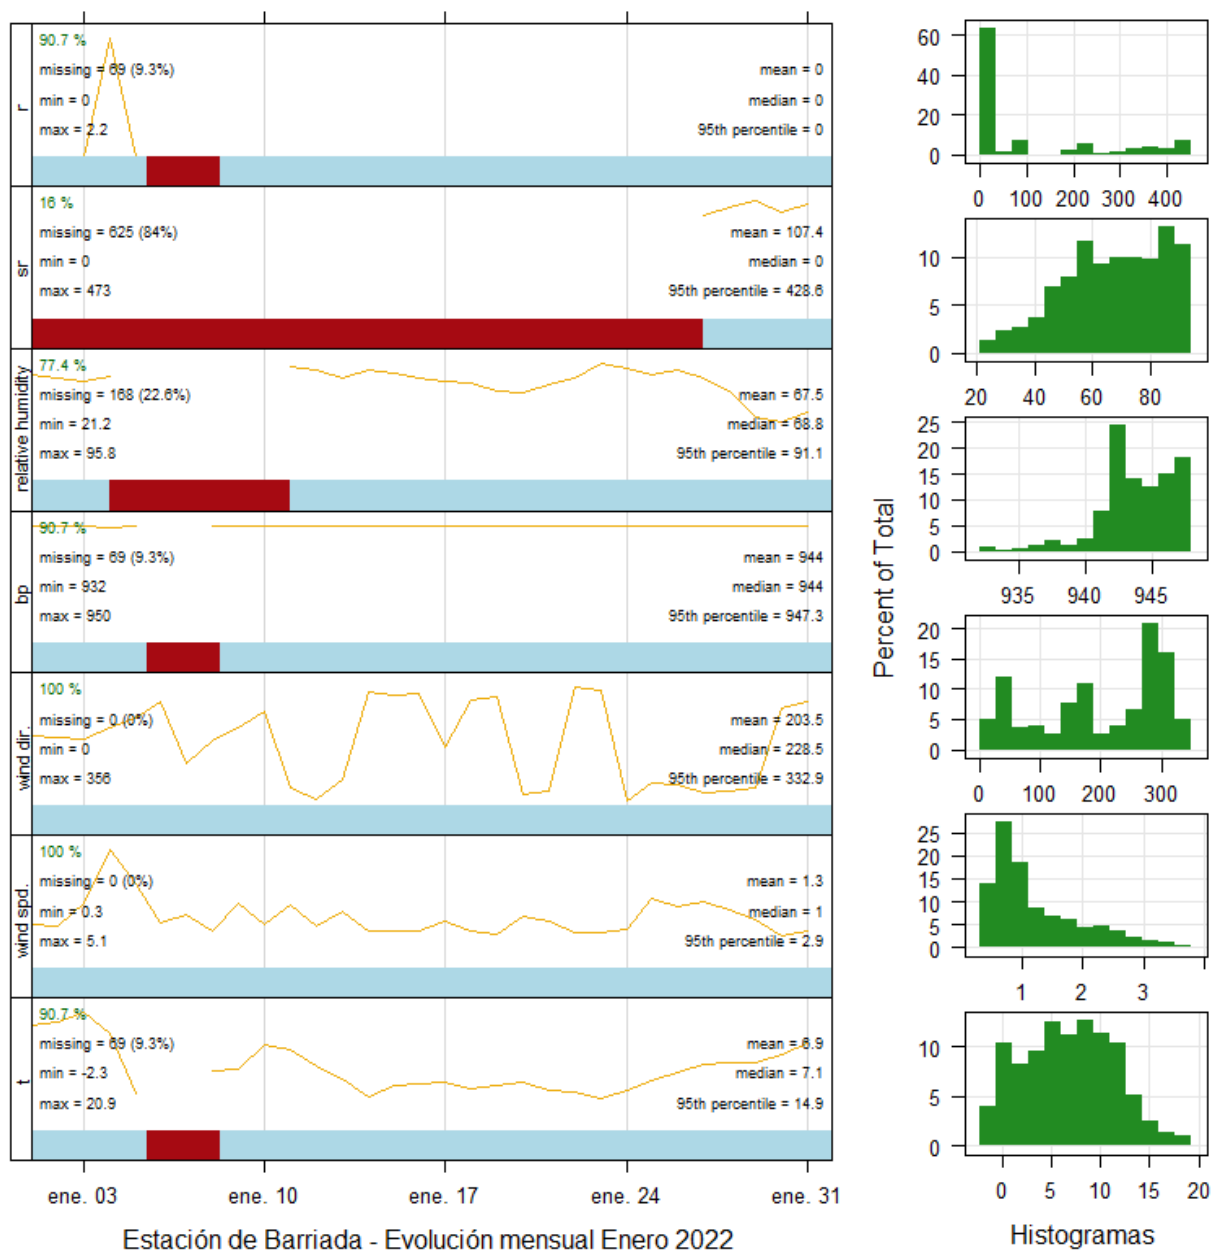 r
90.7 %
missing = 69 (9.3%)
min = 0
max = 2.2
mean = 0
median = 0
95th percentile = 0
sr
16 %
missing = 625 (84%)
min = 0
max = 473
mean = 107.4
median = 0
95th percentile = 428.6
relative humidity
77.4 %
missing = 168 (22.6%)
min = 21.2
max = 95.8
mean = 67.5
median = 68.8
95th percentile = 91.1
bp
90.7 %
missing = 69 (9.3%)
min = 932
max = 950
mean = 944
median = 944
95th percentile = 947.3
wind dir.
100 %
missing = 0 (0%)
min = 0
max = 356
mean = 203.5
median = 228.5
95th percentile = 332.9
wind spd.
100 %
missing = 0 (0%)
min = 0.3
max = 5.1
mean = 1.3
median = 1
95th percentile = 2.9
t
90.7 %
missing = 69 (9.3%)
min = -2.3
max = 20.9
mean = 6.9
median = 7.1
95th percentile = 14.9
ene. 03 ene. 10 ene. 17 ene. 24 ene. 31
Estación de Barriada - Evolución mensual Enero 2022
Percent of Total
60
40
20
0
0 100 200 300 400
10
5
0
20 40 60 80
25
20
15
10
5
0
935 940 945
20
15
10
5
0
0 100 200 300
25
20
15
10
5
0
1 2 3
10
5
0
0 5 10 15 20
Histogramas